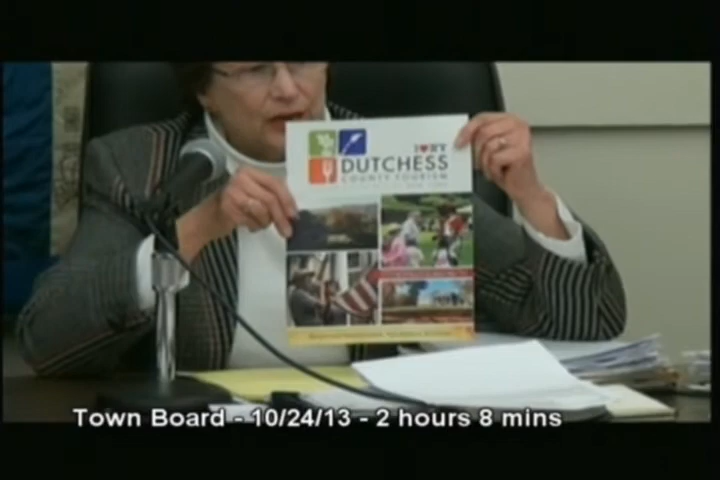 I ♥ NY
DUTCHESS
COUNTY TOURISM
Town Board - 10/24/13 - 2 hours 8 mins